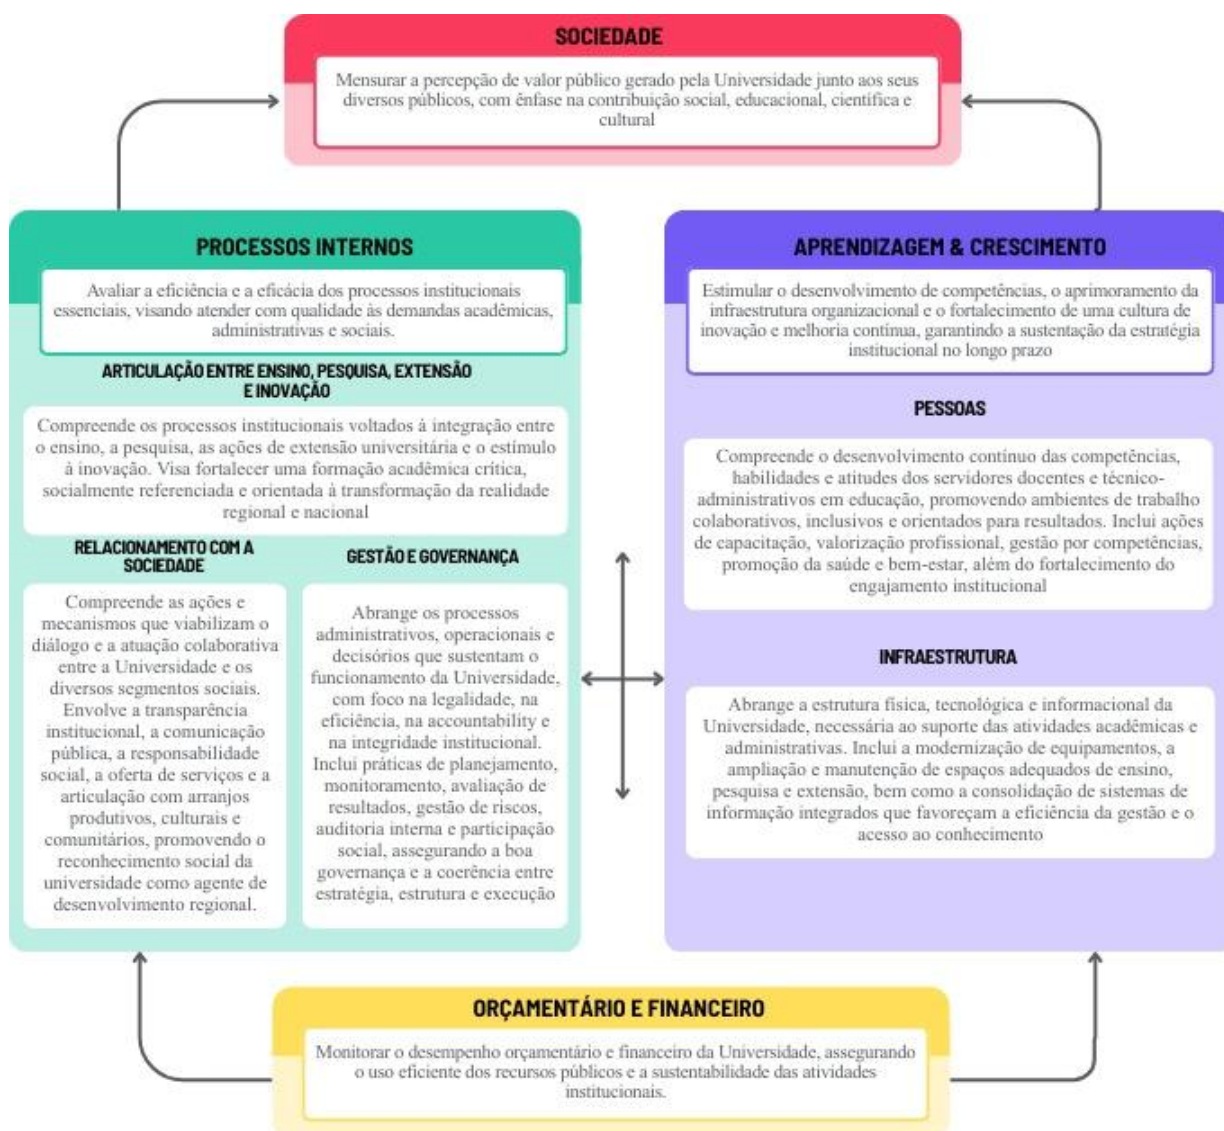 SOCIEDADE
Mensurar a percepção de valor público gerado pela Universidade junto aos seus
diversos públicos, com ênfase na contribuição social, educacional, científica e
cultural
PROCESSOS INTERNOS
Avaliar a eficiência e a eficácia dos processos institucionais
essenciais, visando atender com qualidade às demandas acadêmicas,
administrativas e sociais.
ARTICULAÇÃO ENTRE ENSINO, PESQUISA, EXTENSÃO
E INOVAÇÃO
Compreende os processos institucionais voltados à integração entre
o ensino, a pesquisa, as ações de extensão universitária e o estímulo
à inovação. Visa fortalecer uma formação acadêmica crítica,
socialmente referenciada e orientada à transformação da realidade
regional e nacional
RELACIONAMENTO COM A
SOCIEDADE
Compreende as ações e
mecanismos que viabilizam o
diálogo e a atuação colaborativa
entre a Universidade e os
diversos segmentos sociais.
Envolve a transparência
institucional, a comunicação
pública, a responsabilidade
social, a oferta de serviços e a
articulação com arranjos
produtivos, culturais e
comunitários, promovendo o
reconhecimento social da
universidade como agente de
desenvolvimento regional.
GESTÃO E GOVERNANÇA
Abrange os processos
administrativos, operacionais e
decisórios que sustentam o
funcionamento da Universidade,
com foco na legalidade, na
eficiência, na accountability e
na integridade institucional.
Inclui práticas de planejamento,
monitoramento, avaliação de
resultados, gestão de riscos,
auditoria interna e participação
social, assegurando a boa
governança e a coerência entre
estratégia, estrutura e execução
APRENDIZAGEM & CRESCIMENTO
Estimular o desenvolvimento de competências, o aprimoramento da
infraestrutura organizacional e o fortalecimento de uma cultura de
inovação e melhoria contínua, garantindo a sustentação da estratégia
institucional no longo prazo
PESSOAS
Compreende o desenvolvimento contínuo das competências,
habilidades e atitudes dos servidores docentes e técnico-
administrativos em educação, promovendo ambientes de trabalho
colaborativos, inclusivos e orientados para resultados. Inclui ações
de capacitação, valorização profissional, gestão por competências,
promoção da saúde e bem-estar, além do fortalecimento do
engajamento institucional
INFRAESTRUTURA
Abrange a estrutura física, tecnológica e informacional da
Universidade, necessária ao suporte das atividades acadêmicas e
administrativas. Inclui a modernização de equipamentos, a
ampliação e manutenção de espaços adequados de ensino,
pesquisa e extensão, bem como a consolidação de sistemas de
informação integrados que favoreçam a eficiência da gestão e o
acesso ao conhecimento
ORÇAMENTÁRIO E FINANCEIRO
Monitorar o desempenho orçamentário e financeiro da Universidade, assegurando
o uso eficiente dos recursos públicos e a sustentabilidade das atividades
institucionais.